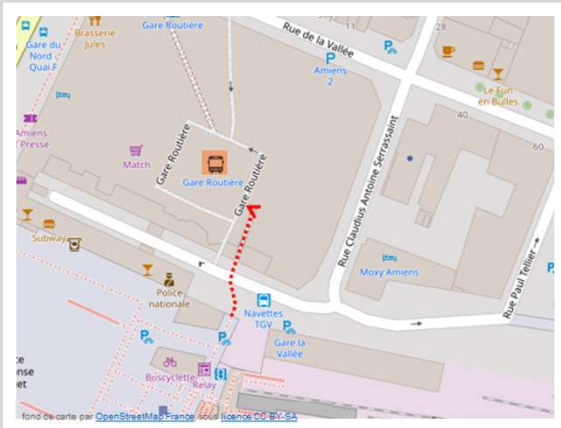 Brasserie
Jules
Gare Routière
Rue de la Vallée
11
28
Gare du
Nord -
Quai F
Amiens
2
Le Fun
en Bulles
40
60
Amiens
Presse
Match
Gare Routière
Gare Routière
Gare Routière
Rue Claudius Antoine Serrassaint
Subway
Moxy Amiens
Rue Paul Tellier
Police
nationale
Navettes
TGV
Gare la
Vallée
Buscyclette
Relay
fond de carte par OpenStreetMap France, sous licence CC BY-SA